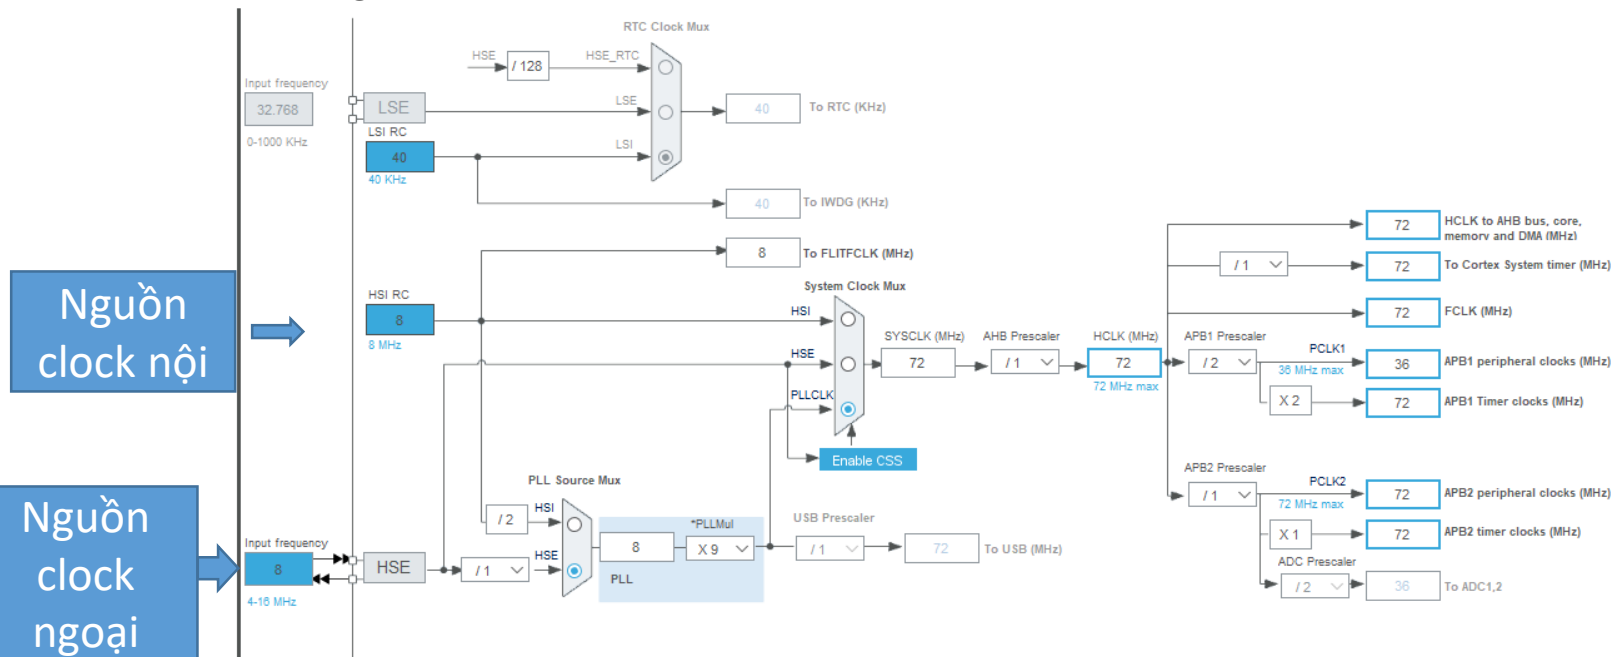 RTC Clock Mux
HSE
/ 128
HSE_RTC
Input frequency
32.768
0-1000 KHz
LSE
LSE
40
To RTC (KHz)
LSI RC
40
40 KHz
LSI
40
To IWDG (KHz)
8
To FLITFCLK (MHz)
Nguồn
clock nội
HSI RC
8
8 MHz
System Clock Mux
HSI
HSE
PLLCLK
SYSCLK (MHz)
72
AHB Prescaler
/ 1
HCLK (MHz)
72
72 MHz max
Enable CSS
72
HCLK to AHB bus, core,
memory and DMA (MHz)
/ 1
72
To Cortex System timer (MHz)
72
FCLK (MHz)
APB1 Prescaler
/ 2
PCLK1
36 MHz max
36
APB1 peripheral clocks (MHz)
X 2
72
APB1 Timer clocks (MHz)
APB2 Prescaler
/ 1
PCLK2
72 MHz max
72
APB2 peripheral clocks (MHz)
X 1
72
APB2 timer clocks (MHz)
ADC Prescaler
/ 2
36
To ADC1,2
Nguồn
clock
ngoại
Input frequency
8
4-16 MHz
HSE
PLL Source Mux
/ 2
HSI
/ 1
HSE
8
PLL
*PLLMul
X 9
USB Prescaler
/ 1
72
To USB (MHz)